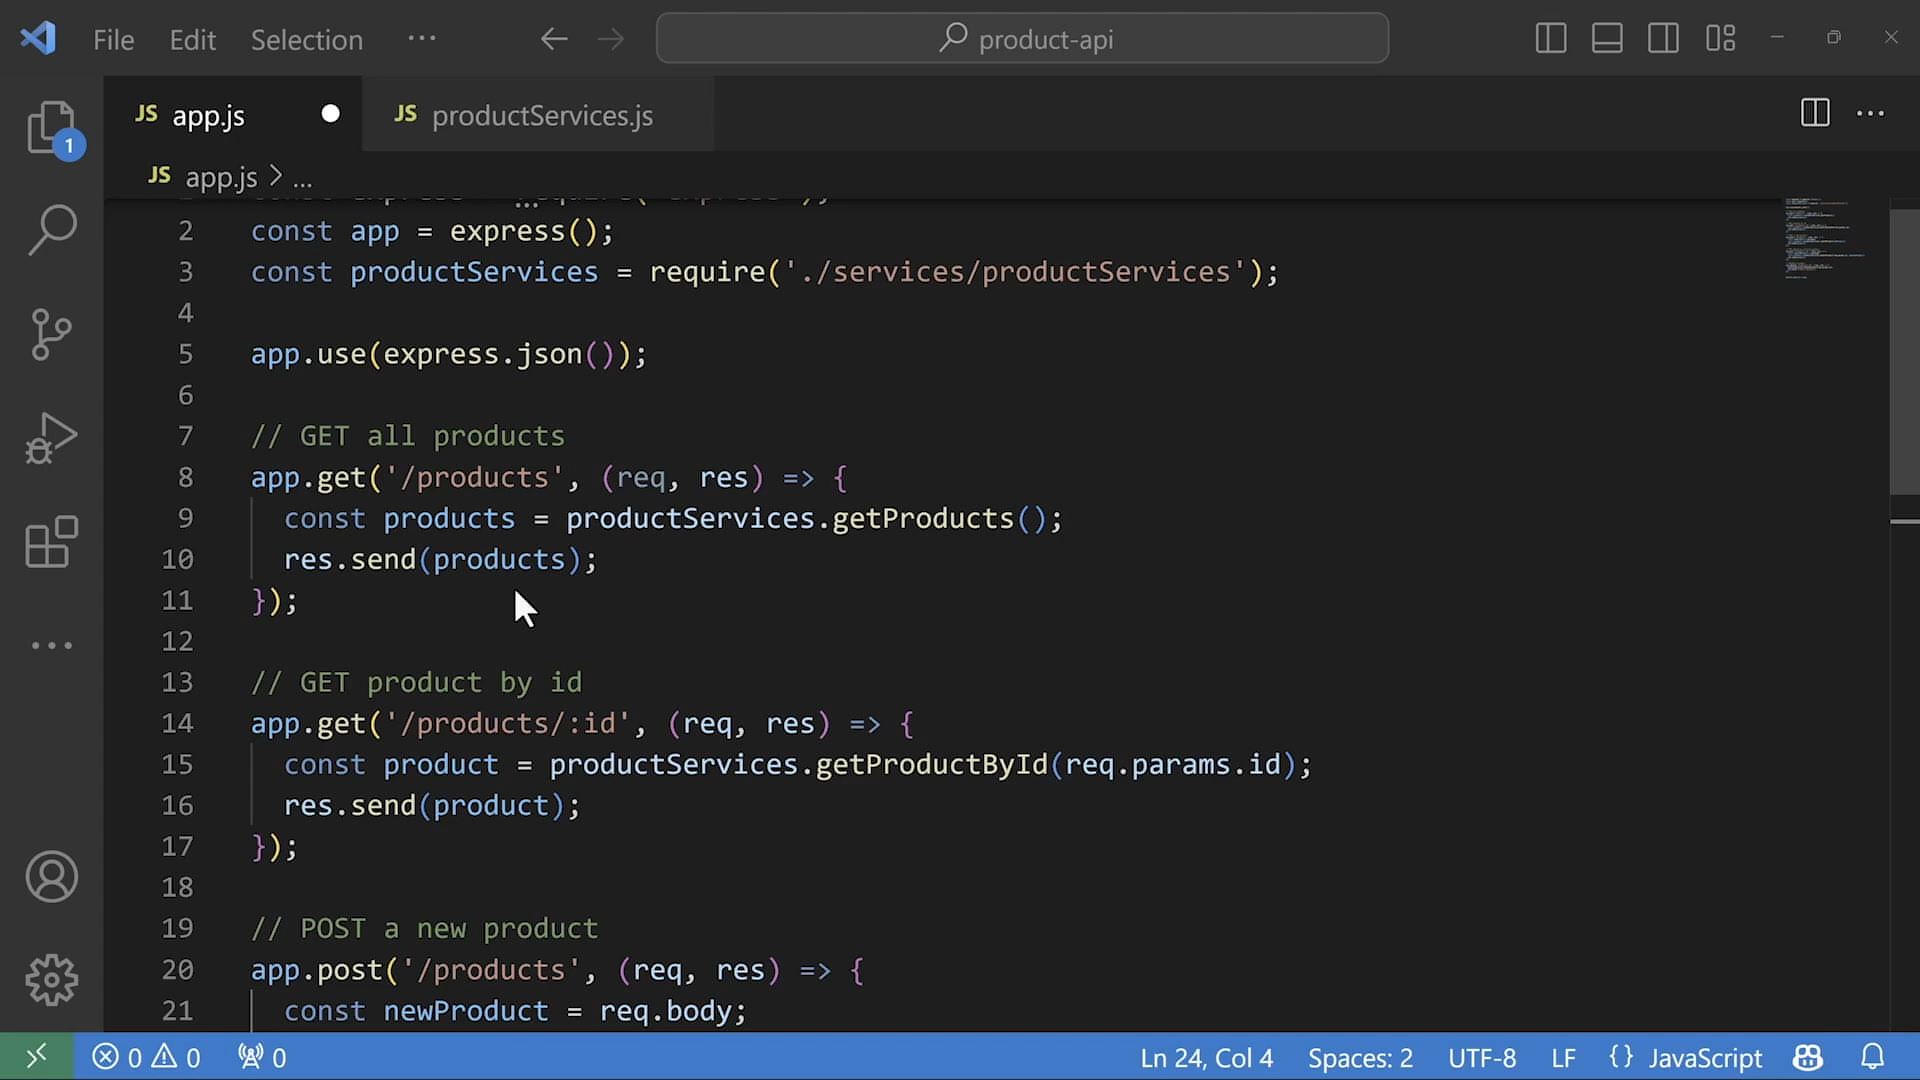 File Edit Selection ··· product-api
JS app.js JS productServices.js ···
1
JS app.js > ...
2 const app = express();
3 const productServices = require('./services/productServices');
4
5 app.use(express.json());
6
7 // GET all products
8 app.get('/products', (req, res) => {
9 const products = productServices.getProducts();
10 res.send(products);
11 });
12
13 // GET product by id
14 app.get('/products/:id', (req, res) => {
15 const product = productServices.getProductById(req.params.id);
16 res.send(product);
17 });
18
19 // POST a new product
20 app.post('/products', (req, res) => {
21 const newProduct = req.body;
0 0 0 Ln 24, Col 4 Spaces: 2 UTF-8 LF {} JavaScript